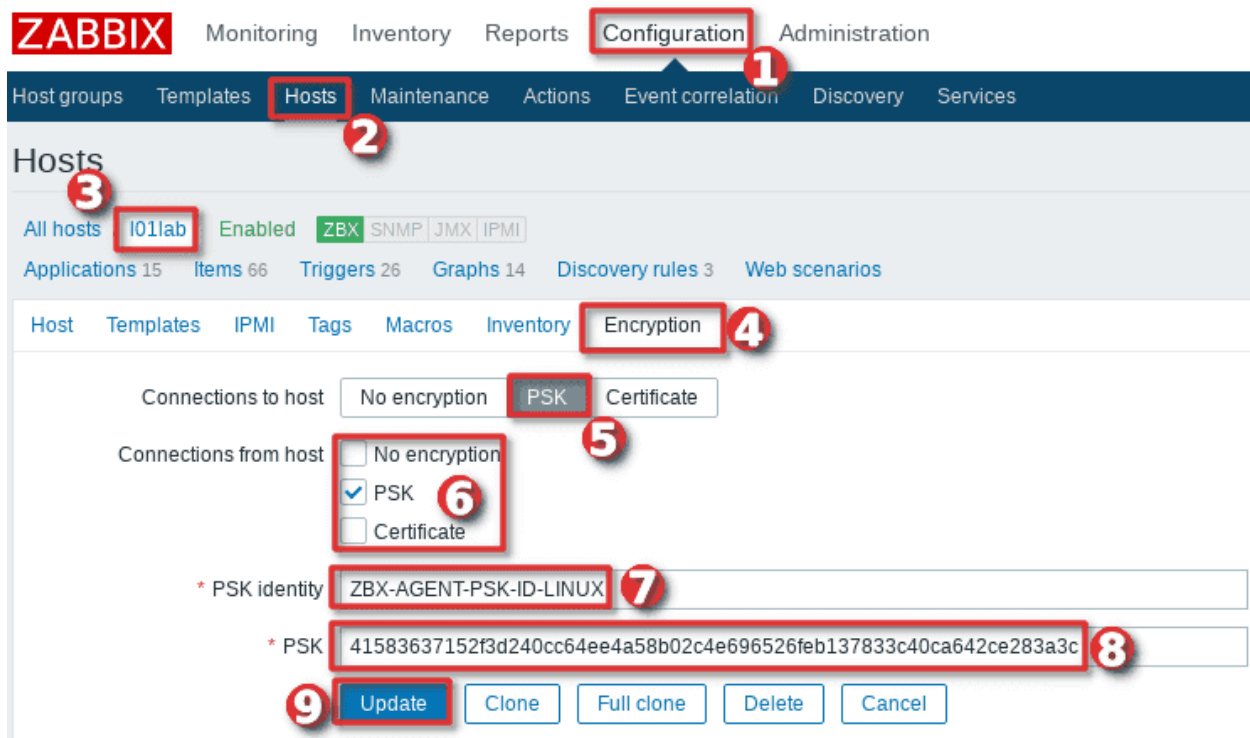 ZABBIX Monitoring Inventory Reports Configuration Administration
1
Host groups Templates Hosts Maintenance Actions Event correlation Discovery Services
2
Hosts
3
All hosts l01lab Enabled ZBX SNMP JMX IPMI
Applications 15 Items 66 Triggers 26 Graphs 14 Discovery rules 3 Web scenarios
Host Templates IPMI Tags Macros Inventory Encryption 4
Connections to host No encryption PSK Certificate
5
Connections from host No encryption
PSK 6
Certificate
* PSK identity ZBX-AGENT-PSK-ID-LINUX 7
* PSK 41583637152f3d240cc64ee4a58b02c4e696526feb137833c40ca642ce283a3c 8
9 Update Clone Full clone Delete Cancel